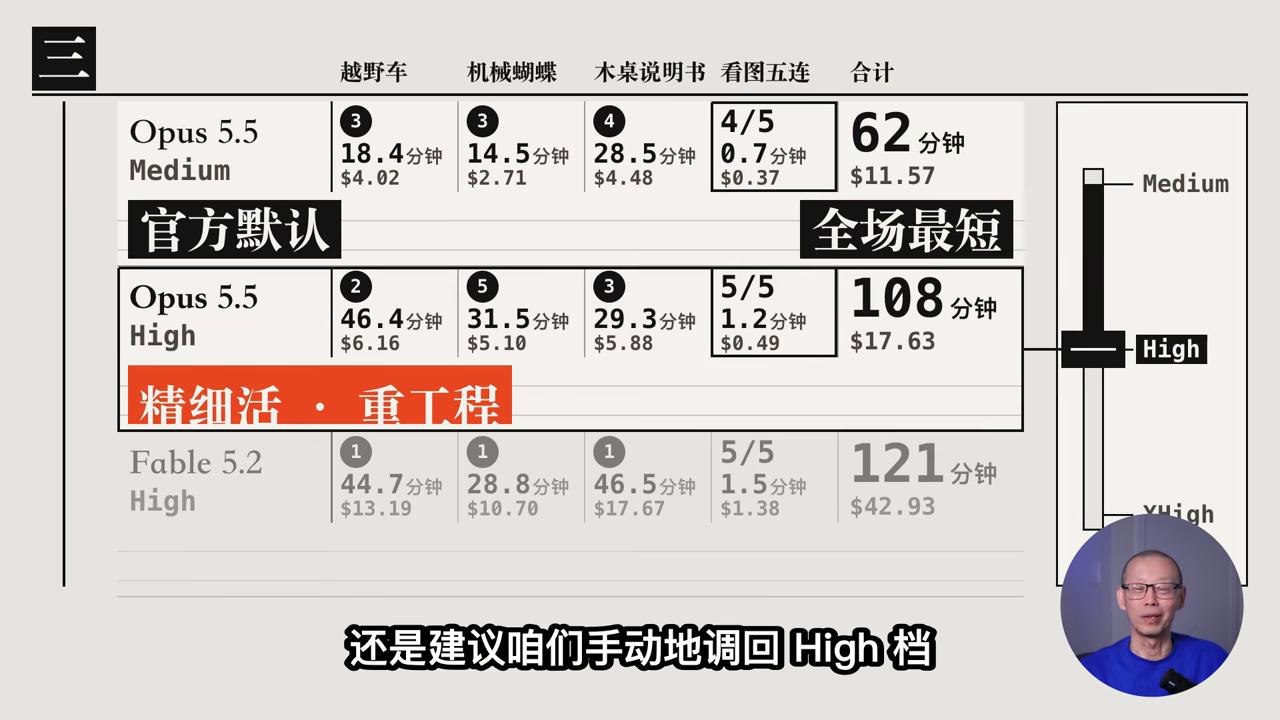 三
越野车 机械蝴蝶 木桌说明书 看图五连 合计
Opus 5.5
Medium
3 3 4 4/5 62分钟
18.4分钟 14.5分钟 28.5分钟 0.7分钟
$4.02 $2.71 $4.48 $0.37 $11.57
Medium
官方默认 全场最短
Opus 5.5
High
2 5 3 5/5 108分钟
46.4分钟 31.5分钟 29.3分钟 1.2分钟
$6.16 $5.10 $5.88 $0.49 $17.63
High
精细活 · 重工程
Fable 5.2
High
1 1 1 5/5 121分钟
44.7分钟 28.8分钟 46.5分钟 1.5分钟
$13.19 $10.70 $17.67 $1.38 $42.93
XHigh
还是建议咱们手动地调回 High 档